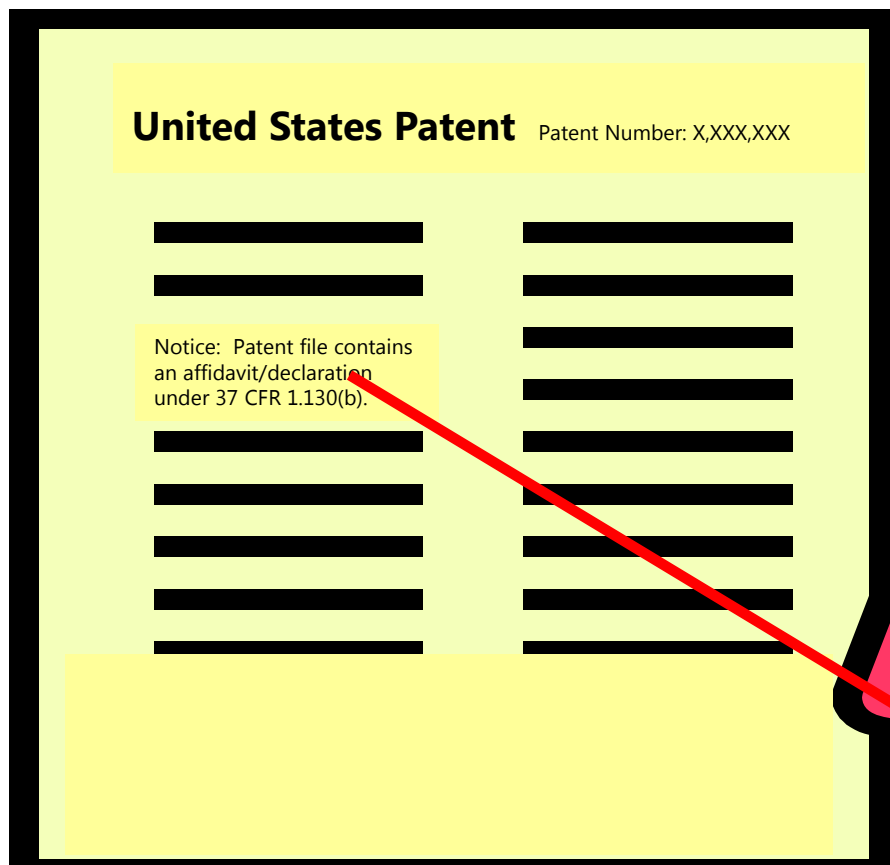 United States Patent Patent Number: X,XXX,XXX
Notice: Patent file contains
an affidavit/declaration
under 37 CFR 1.130(b).